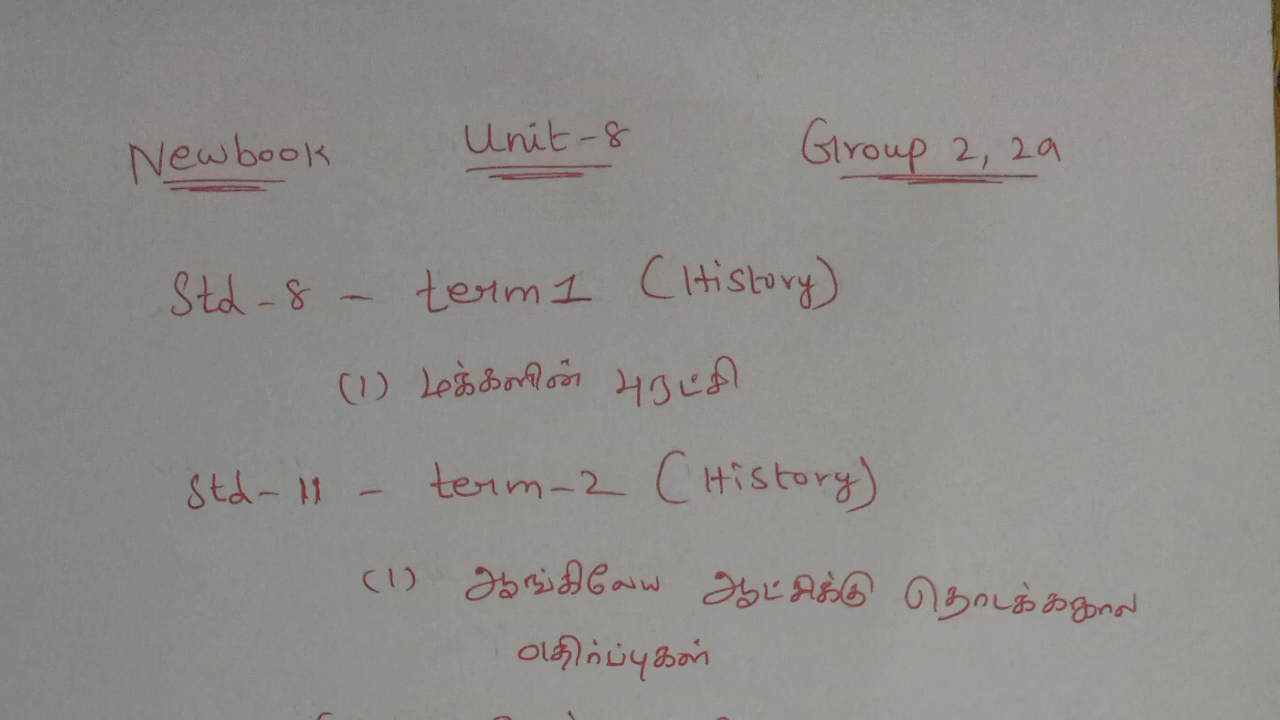 Newbook Unit-8 Group 2, 2a
Std - 8 - term 1 (History)
(1) மக்களின் புரட்சி
Std - 11 - term - 2 (History)
(1) ஆங்கிலேய ஆட்சிக்கு தொடக்ககால
எதிர்ப்புகள்